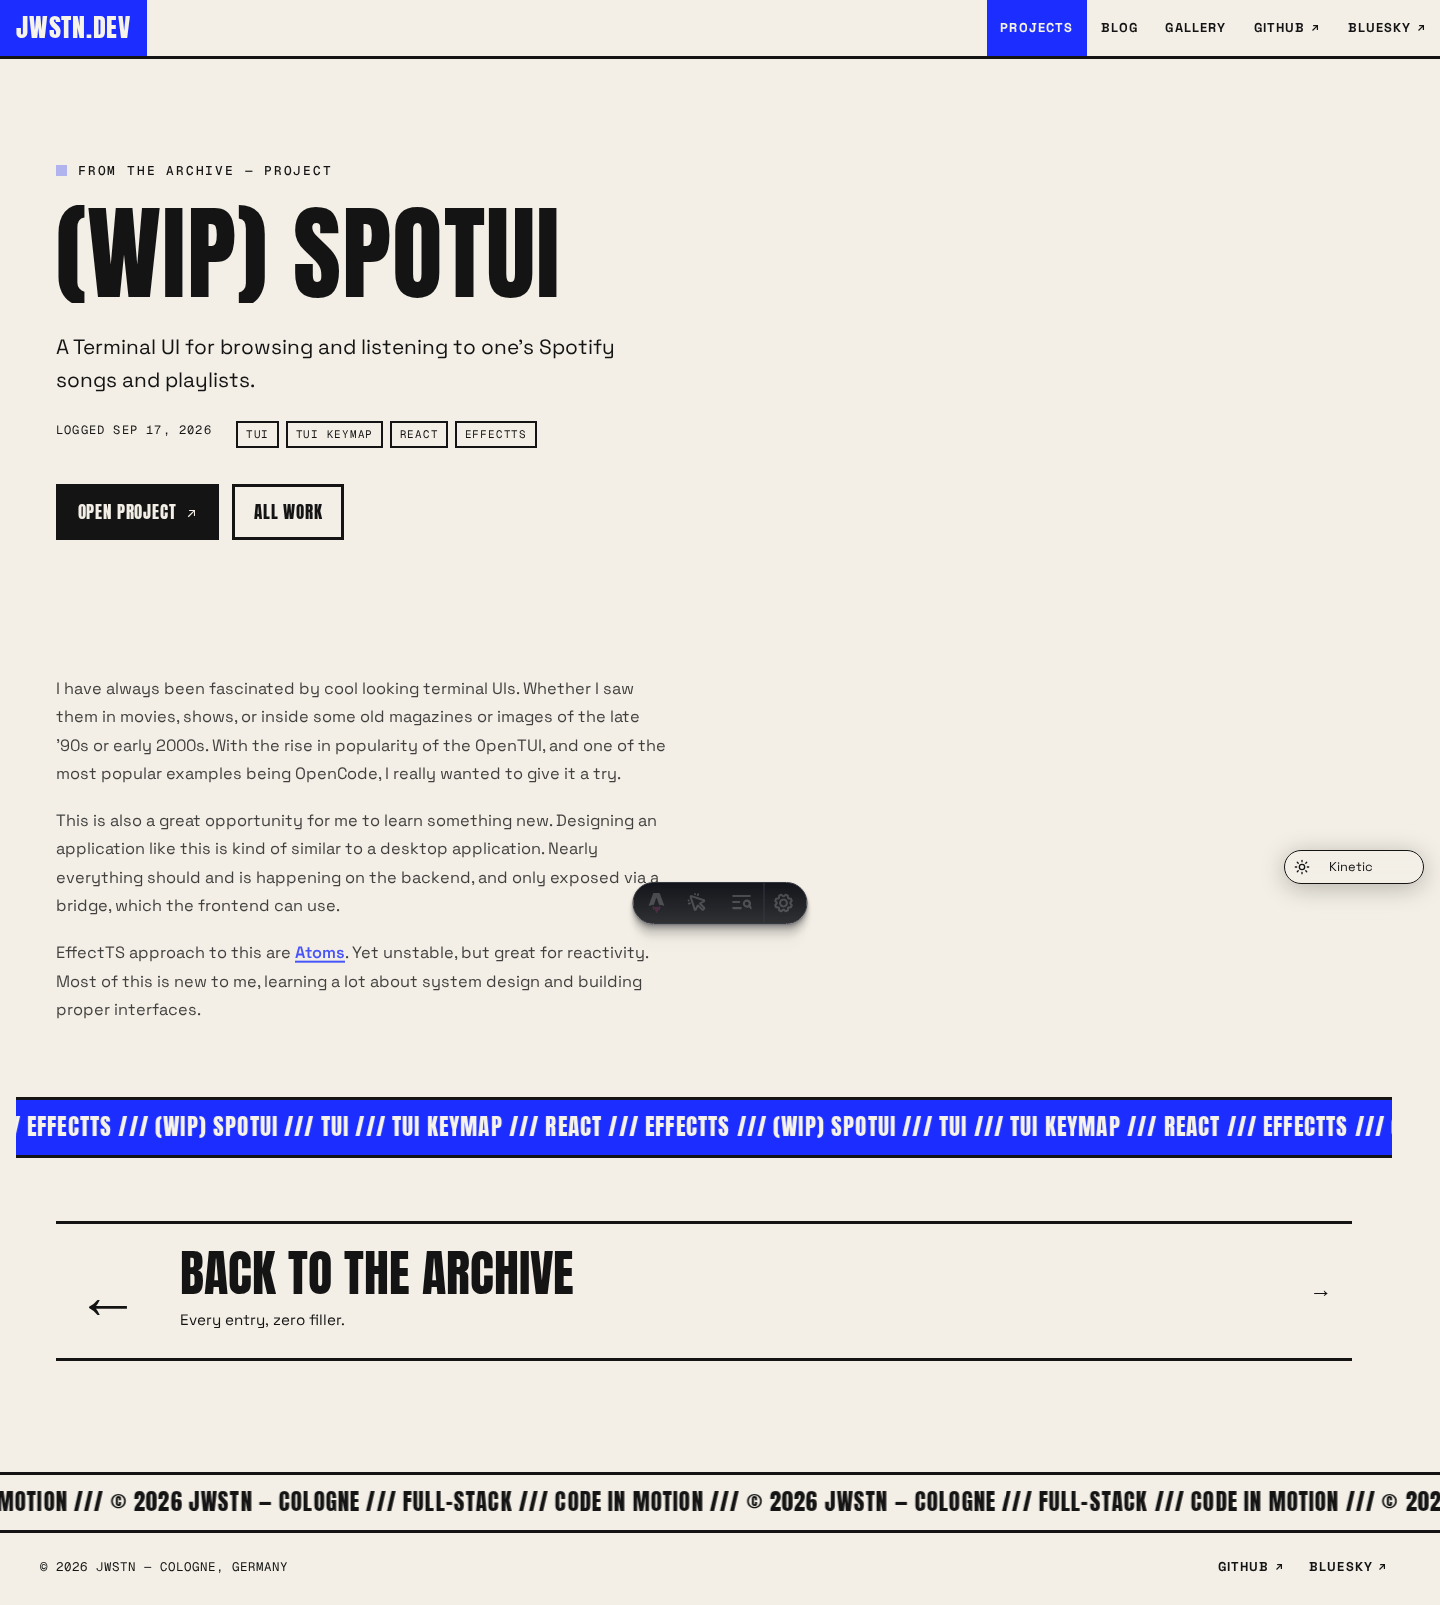 JWSTN.DEV
PROJECTS BLOG GALLERY GITHUB ↗ BLUESKY ↗
FROM THE ARCHIVE — PROJECT
(WIP) SPOTUI
A Terminal UI for browsing and listening to one’s Spotify
songs and playlists.
LOGGED SEP 17, 2026 TUI TUI KEYMAP REACT EFFECTTS
OPEN PROJECT ↗ ALL WORK
I have always been fascinated by cool looking terminal UIs. Whether I saw
them in movies, shows, or inside some old magazines or images of the late
’90s or early 2000s. With the rise in popularity of the OpenTUI, and one of the
most popular examples being OpenCode, I really wanted to give it a try.
This is also a great opportunity for me to learn something new. Designing an
application like this is kind of similar to a desktop application. Nearly
everything should and is happening on the backend, and only exposed via a
bridge, which the frontend can use.
Kinetic
EffectTS approach to this are Atoms. Yet unstable, but great for reactivity.
Most of this is new to me, learning a lot about system design and building
proper interfaces.
/ EFFECTTS /// (WIP) SPOTUI /// TUI /// TUI KEYMAP /// REACT /// EFFECTTS /// (WIP) SPOTUI /// TUI /// TUI KEYMAP /// REACT /// EFFECTTS ///
← BACK TO THE ARCHIVE →
Every entry, zero filler.
MOTION /// © 2026 JWSTN — COLOGNE /// FULL-STACK /// CODE IN MOTION /// © 2026 JWSTN — COLOGNE /// FULL-STACK /// CODE IN MOTION /// © 202
© 2026 JWSTN — COLOGNE, GERMANY GITHUB ↗ BLUESKY ↗